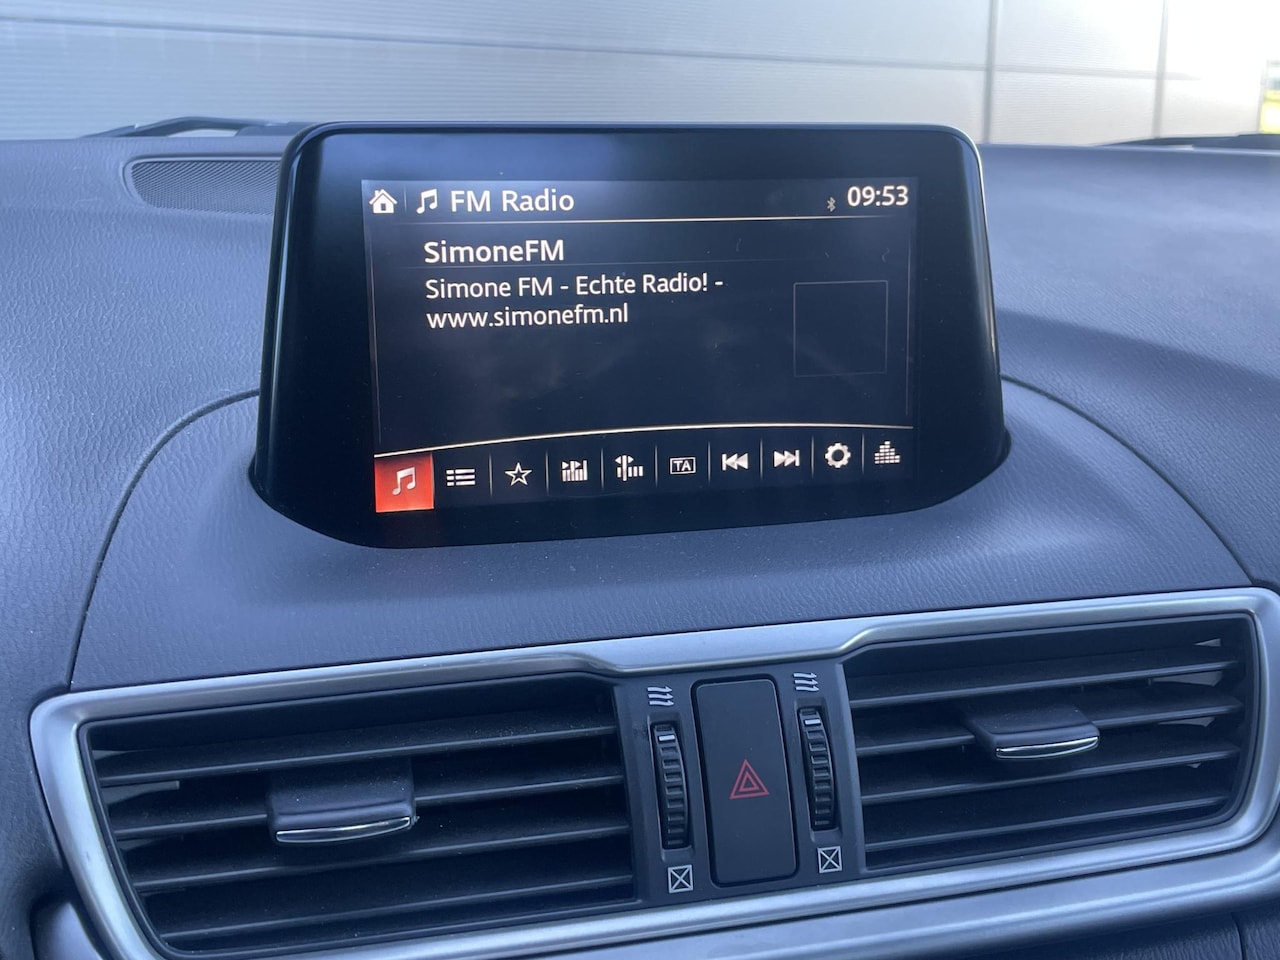 FM Radio
09:53
SimoneFM
Simone FM - Echte Radio! -
www.simonefm.nl
TA